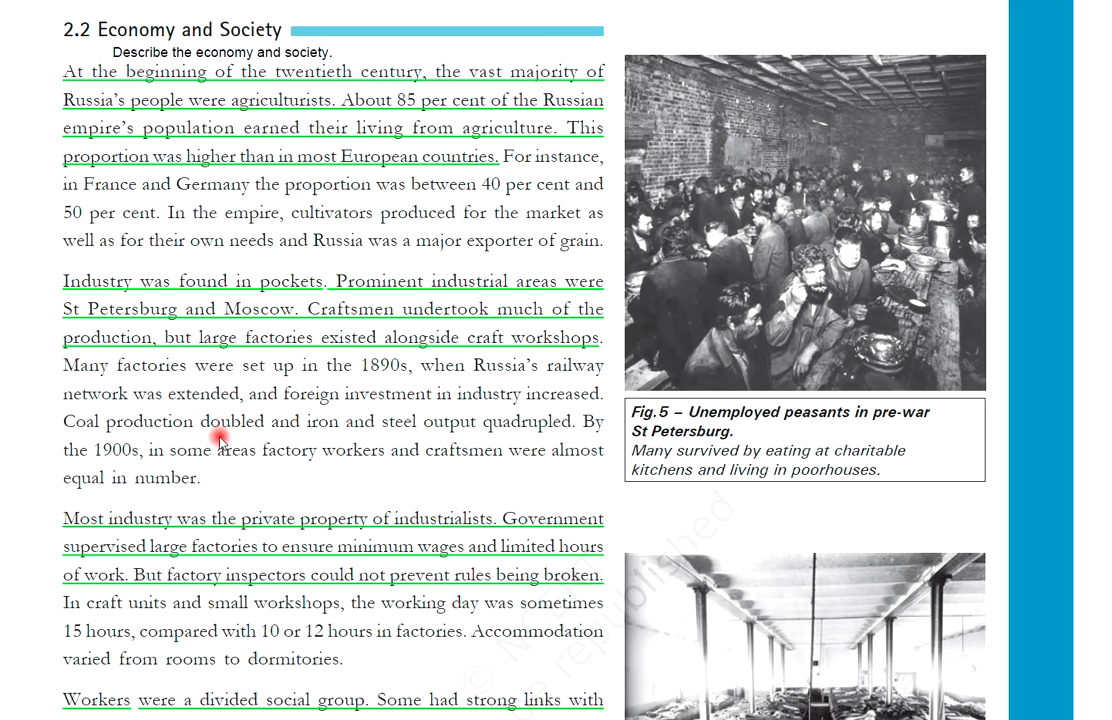 2.2 Economy and Society
Describe the economy and society.
At the beginning of the twentieth century, the vast majority of
Russia's people were agriculturists. About 85 per cent of the Russian
empire's population earned their living from agriculture. This
proportion was higher than in most European countries. For instance,
in France and Germany the proportion was between 40 per cent and
50 per cent. In the empire, cultivators produced for the market as
well as for their own needs and Russia was a major exporter of grain.
Industry was found in pockets. Prominent industrial areas were
St Petersburg and Moscow. Craftsmen undertook much of the
production, but large factories existed alongside craft workshops.
Many factories were set up in the 1890s, when Russia's railway
network was extended, and foreign investment in industry increased.
Coal production doubled and iron and steel output quadrupled. By
the 1900s, in some areas factory workers and craftsmen were almost
equal in number.
Most industry was the private property of industrialists. Government
supervised large factories to ensure minimum wages and limited hours
of work. But factory inspectors could not prevent rules being broken.
In craft units and small workshops, the working day was sometimes
15 hours, compared with 10 or 12 hours in factories. Accommodation
varied from rooms to dormitories.
Workers were a divided social group. Some had strong links with
Fig.5 – Unemployed peasants in pre-war
St Petersburg.
Many survived by eating at charitable
kitchens and living in poorhouses.
republished